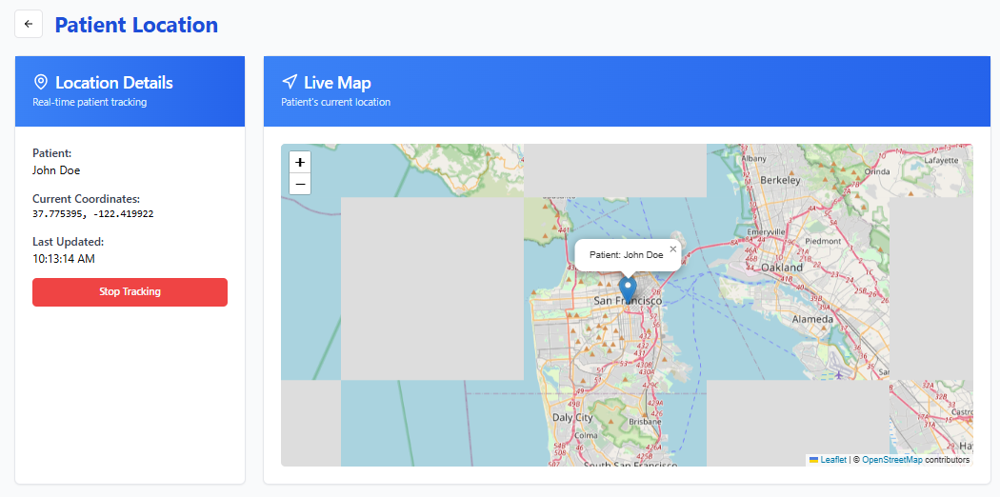 Patient Location
Location Details
Real-time patient tracking
Patient:
John Doe
Current Coordinates:
37.775395, -122.419922
Last Updated:
10:13:14 AM
Stop Tracking
Live Map
Patient's current location
+
−
Albany
Berkeley
Orinda
Lafayette
441
Emeryville
Piedmont
Patient: John Doe
×
Oakland
San Francisco
Alameda
Daly City
Brisbane
Colma
South San Francisco
Leaflet | © OpenStreetMap contributors